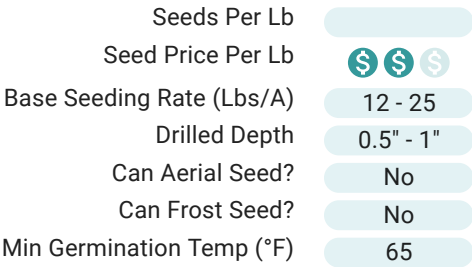 Seeds Per Lb
Seed Price Per Lb $ $ $
Base Seeding Rate (Lbs/A) 12 - 25
Drilled Depth 0.5" - 1"
Can Aerial Seed? No
Can Frost Seed? No
Min Germination Temp (°F) 65